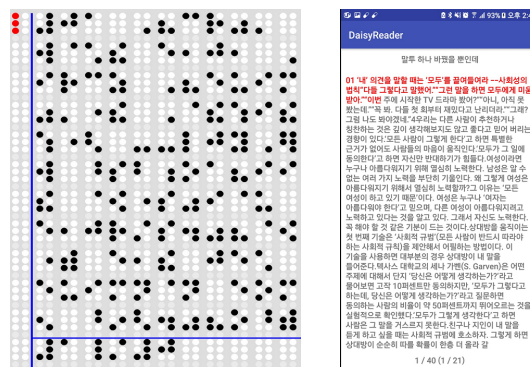 93% 오후 2:4
DaisyReader
말투 하나 바꿨을 뿐인데
01 '내' 의견을 말할 때는 '모두'를 끌어들여라 --사회성의
법칙"다들 그렇다고 말했어.""그런 말을 하면 모두에게 미움
받아.""이번 주에 시작한 TV 드라마 봤어?""아니, 아직 못
봤는데.""꼭 봐. 다들 첫 회부터 재밌다고 난리더라.""그래?
그럼 나도 봐야겠네."4우리는 다른 사람이 추천하거나
칭찬하는 것은 깊이 생각해보지도 않고 좋다고 믿어 버리는
경향이 있다.'모든 사람이 그렇게 한다'고 하면 특별한
근거가 없어도 사람들의 마음이 움직인다.'모두가 그 일에
동의한다'고 하면 자신만 반대하기가 힘들다.여성이라면
누구나 아름다워지기 위해 열심히 노력한다. 남성은 알 수
없는 여러 가지 노력을 부단히 기울인다. 왜 그렇게 여성은
아름다워지기 위해서 열심히 노력할까?그 이유는 '모든
여성이 하고 있기 때문'이다. 여성은 누구나 '여자는
아름다워야 한다'고 믿으며, 다른 여성이 아름다워지려고
노력하고 있다는 것을 알고 있다. 그래서 자신도 노력한다.
꼭 해야 할 것 같은 기분이 드는 것이다.상대방을 움직이는
첫 번째 기술은 '사회적 규범'(모든 사람이 반드시 따라야
하는 사회적 규칙)을 제안해서 어필하는 방법이다. 이
기술을 사용하면 대부분의 경우 상대방이 내 말을
들어준다.텍사스 대학교의 세나 가벤(S. Garven)은 어떤
주제에 대해서 단지 '당신은 어떻게 생각하는가?'라고
물어보면 고작 10퍼센트만 동의하지만, '모두가 그렇다고
하는데, 당신은 어떻게 생각하는가?'라고 질문하면
동의하는 사람의 비율이 약 50퍼센트까지 뛰어오르는 것을
실험적으로 확인했다.'모두가 그렇게 생각한다'고 하면
사람은 그 말을 거스르지 못한다.친구나 지인이 내 말을
듣게 하고 싶을 때는 사회적 규범에 호소하자. 그렇게 하면
상대방이 순순히 따를 확률이 한층 더 올라 갈
1 / 40 (1 / 21)